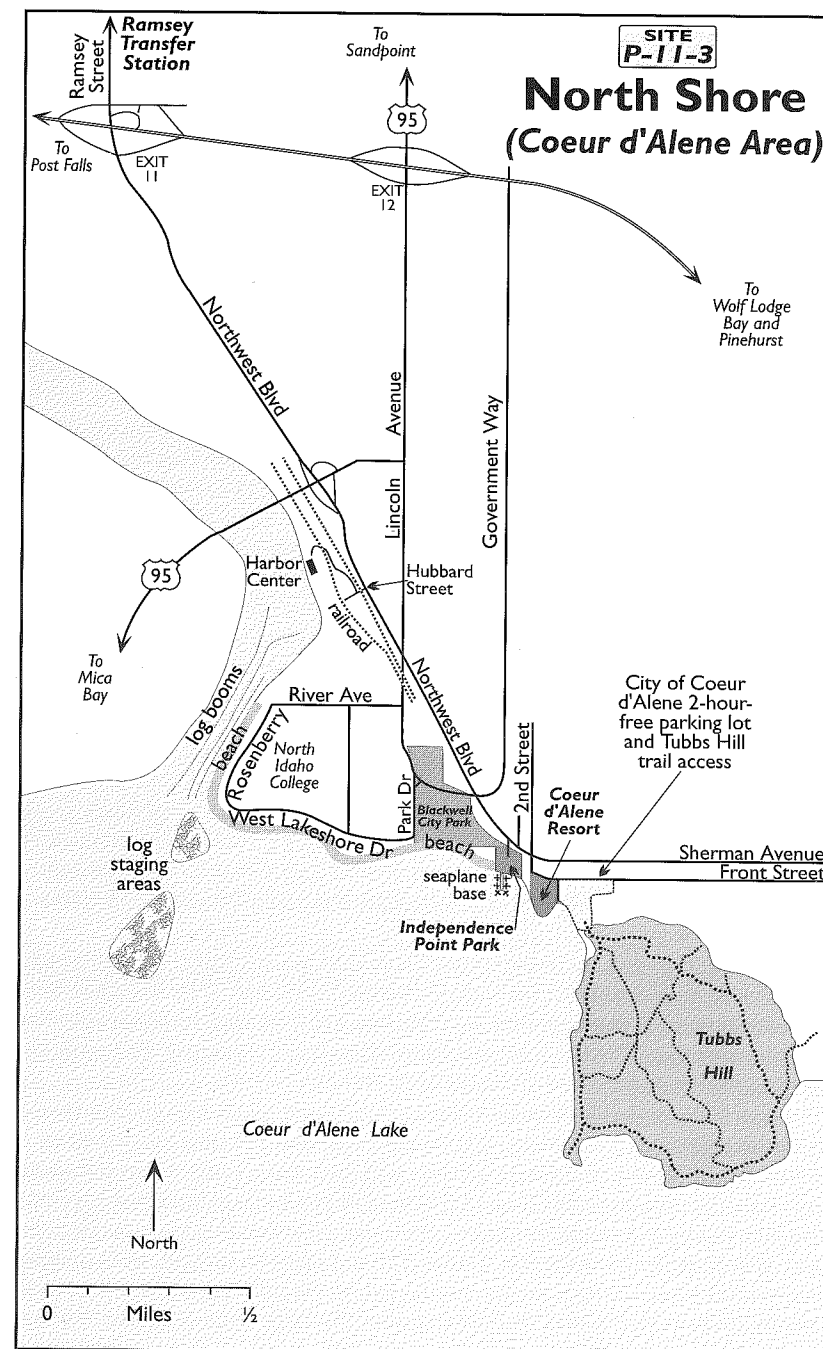 SITE
P-11-3
North Shore
(Coeur d'Alene Area)
Ramsey
Street
Ramsey
Transfer
Station
To
Sandpoint
95
To
Post Falls
EXIT
11
EXIT
12
To
Wolf Lodge
Bay and
Pinehurst
Northwest Blvd
Lincoln Avenue
Government Way
95
Harbor
Center
Hubbard
Street
railroad
To
Mica
Bay
log booms
beach
River Ave
Rosenberry
North
Idaho
College
Northwest Blvd
2nd Street
City of Coeur
d'Alene 2-hour-
free parking lot
and Tubbs Hill
trail access
Coeur
d'Alene
Resort
Park Dr
Blackwell
City Park
West Lakeshore Dr
beach
log
staging
areas
seaplane
base
Sherman Avenue
Front Street
Independence
Point Park
Tubbs
Hill
Coeur d'Alene Lake
North
0 Miles ½